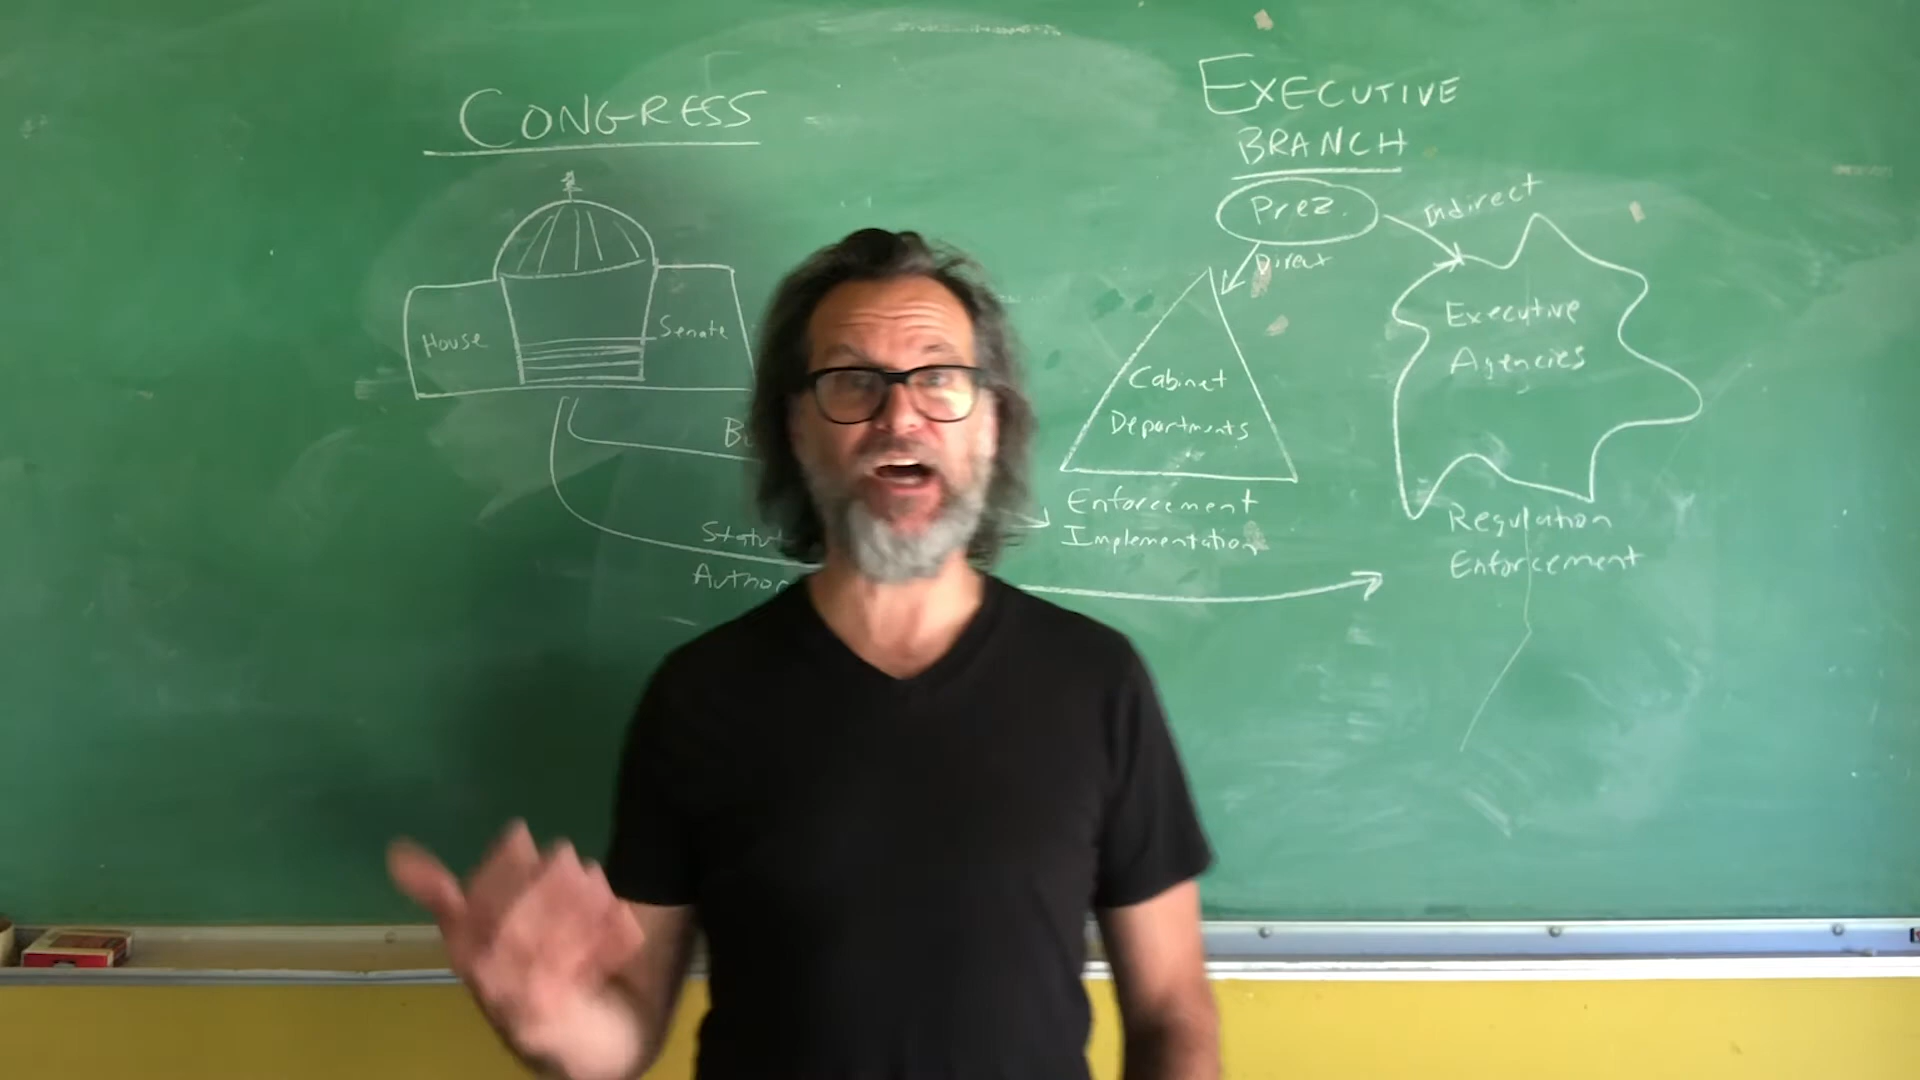 CONGRESS
House
Senate
EXECUTIVE
BRANCH
Prez.
Indirect
Direct
Cabinet
Departments
Enforcement
Implementation
Executive
Agencies
Regulation
Enforcement